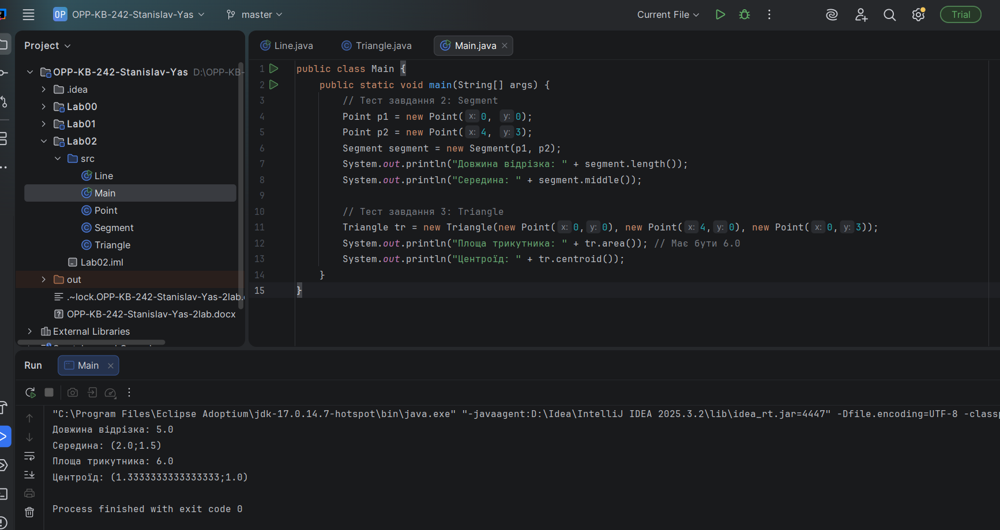 OP OPP-KB-242-Stanislav-Yas master Current File Trial
Project
OPP-KB-242-Stanislav-Yas D:\OPP-KB-
.idea
Lab00
Lab01
Lab02
src
Line
Main
Point
Segment
Triangle
Lab02.iml
out
.~lock.OPP-KB-242-Stanislav-Yas-2lab.
OPP-KB-242-Stanislav-Yas-2lab.docx
External Libraries
Line.java Triangle.java Main.java
1 public class Main {
2 public static void main(String[] args) {
3 // Тест завдання 2: Segment
4 Point p1 = new Point( x: 0, y: 0);
5 Point p2 = new Point( x: 4, y: 3);
6 Segment segment = new Segment(p1, p2);
7 System.out.println("Довжина відрізка: " + segment.length());
8 System.out.println("Середина: " + segment.middle());
9
10 // Тест завдання 3: Triangle
11 Triangle tr = new Triangle(new Point( x: 0, y: 0), new Point( x: 4, y: 0), new Point( x: 0, y: 3));
12 System.out.println("Площа трикутника: " + tr.area()); // Має бути 6.0
13 System.out.println("Центроїд: " + tr.centroid());
14 }
15 }
Run Main
"C:\Program Files\Eclipse Adoptium\jdk-17.0.14.7-hotspot\bin\java.exe" "-javaagent:D:\Idea\IntelliJ IDEA 2025.3.2\lib\idea_rt.jar=4447" -Dfile.encoding=UTF-8 -classp
Довжина відрізка: 5.0
Середина: (2.0;1.5)
Площа трикутника: 6.0
Центроїд: (1.3333333333333333;1.0)
Process finished with exit code 0